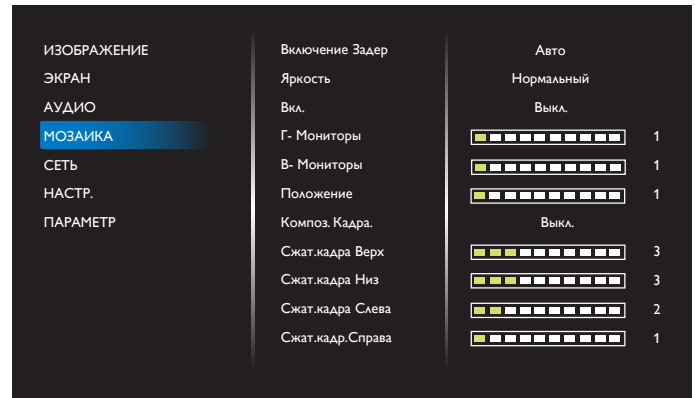 ИЗОБРАЖЕНИЕ
ЭКРАН
АУДИО
МОЗАИКА
СЕТЬ
НАСТР.
ПАРАМЕТР
Включение Задер Авто
Яркость Нормальный
Вкл. Выкл.
Г- Мониторы 1
В- Мониторы 1
Положение 1
Композ. Кадра. Выкл.
Сжат.кадра Верх 3
Сжат.кадра Низ 3
Сжат.кадра Слева 2
Сжат.кадр.Справа 1